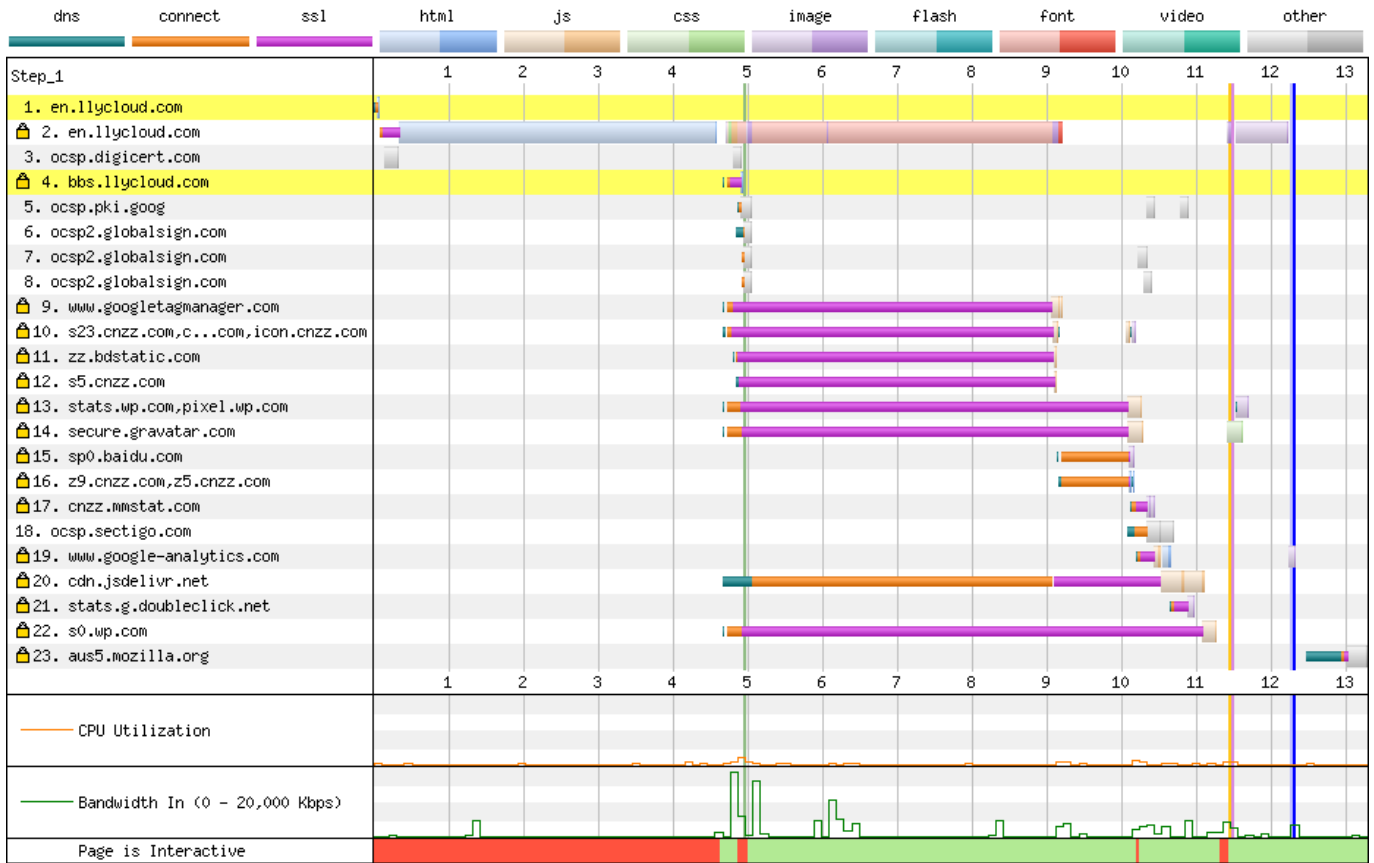 dns connect ssl html js css image flash font video other
Step_1 1 2 3 4 5 6 7 8 9 10 11 12 13
1. en.llycloud.com
2. en.llycloud.com
3. ocsp.digicert.com
4. bbs.llycloud.com
5. ocsp.pki.goog
6. ocsp2.globalsign.com
7. ocsp2.globalsign.com
8. ocsp2.globalsign.com
9. www.googletagmanager.com
10. s23.cnzz.com,c...com,icon.cnzz.com
11. zz.bdstatic.com
12. s5.cnzz.com
13. stats.wp.com,pixel.wp.com
14. secure.gravatar.com
15. sp0.baidu.com
16. z9.cnzz.com,z5.cnzz.com
17. cnzz.mmstat.com
18. ocsp.sectigo.com
19. www.google-analytics.com
20. cdn.jsdelivr.net
21. stats.g.doubleclick.net
22. s0.wp.com
23. aus5.mozilla.org
1 2 3 4 5 6 7 8 9 10 11 12 13
CPU Utilization
Bandwidth In (0 - 20,000 Kbps)
Page is Interactive